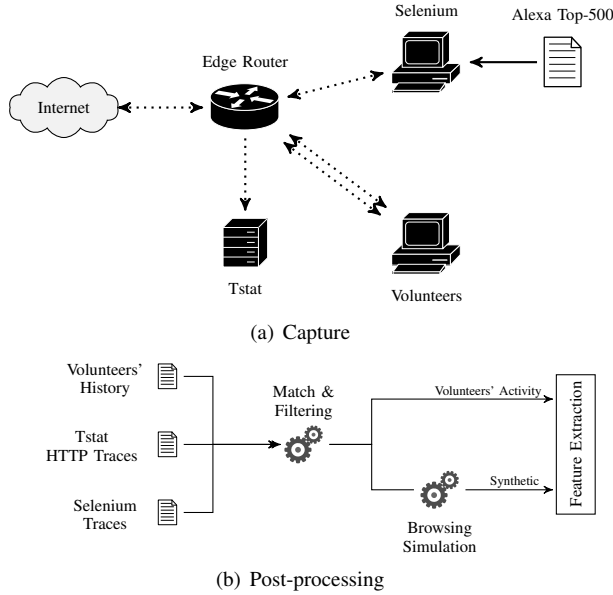 Selenium
Alexa Top-500
Edge Router
Internet
Tstat
Volunteers
(a) Capture
Volunteers'
History
Match &
Filtering
Volunteers' Activity
Tstat
HTTP Traces
Feature Extraction
Selenium
Traces
Synthetic
Browsing
Simulation
(b) Post-processing